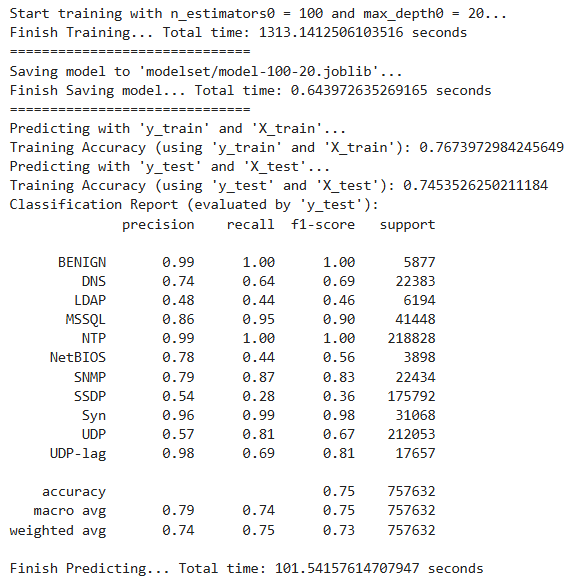 Start training with n_estimators0 = 100 and max_depth0 = 20...
Finish Training... Total time: 1313.1412506103516 seconds
==============================
Saving model to 'modelset/model-100-20.joblib'...
Finish Saving model... Total time: 0.643972635269165 seconds
==============================
Predicting with 'y_train' and 'X_train'...
Training Accuracy (using 'y_train' and 'X_train'): 0.7673972984245649
Predicting with 'y_test' and 'X_test'...
Training Accuracy (using 'y_test' and 'X_test'): 0.7453526250211184
Classification Report (evaluated by 'y_test'):
              precision    recall  f1-score   support

      BENIGN       0.99      1.00      1.00      5877
         DNS       0.74      0.64      0.69     22383
        LDAP       0.48      0.44      0.46      6194
       MSSQL       0.86      0.95      0.90     41448
         NTP       0.99      1.00      1.00    218828
     NetBIOS       0.78      0.44      0.56      3898
        SNMP       0.79      0.87      0.83     22434
        SSDP       0.54      0.28      0.36    175792
         Syn       0.96      0.99      0.98     31068
         UDP       0.57      0.81      0.67    212053
     UDP-lag       0.98      0.69      0.81     17657

    accuracy                           0.75    757632
   macro avg       0.79      0.74      0.75    757632
weighted avg       0.74      0.75      0.73    757632

Finish Predicting... Total time: 101.54157614707947 seconds